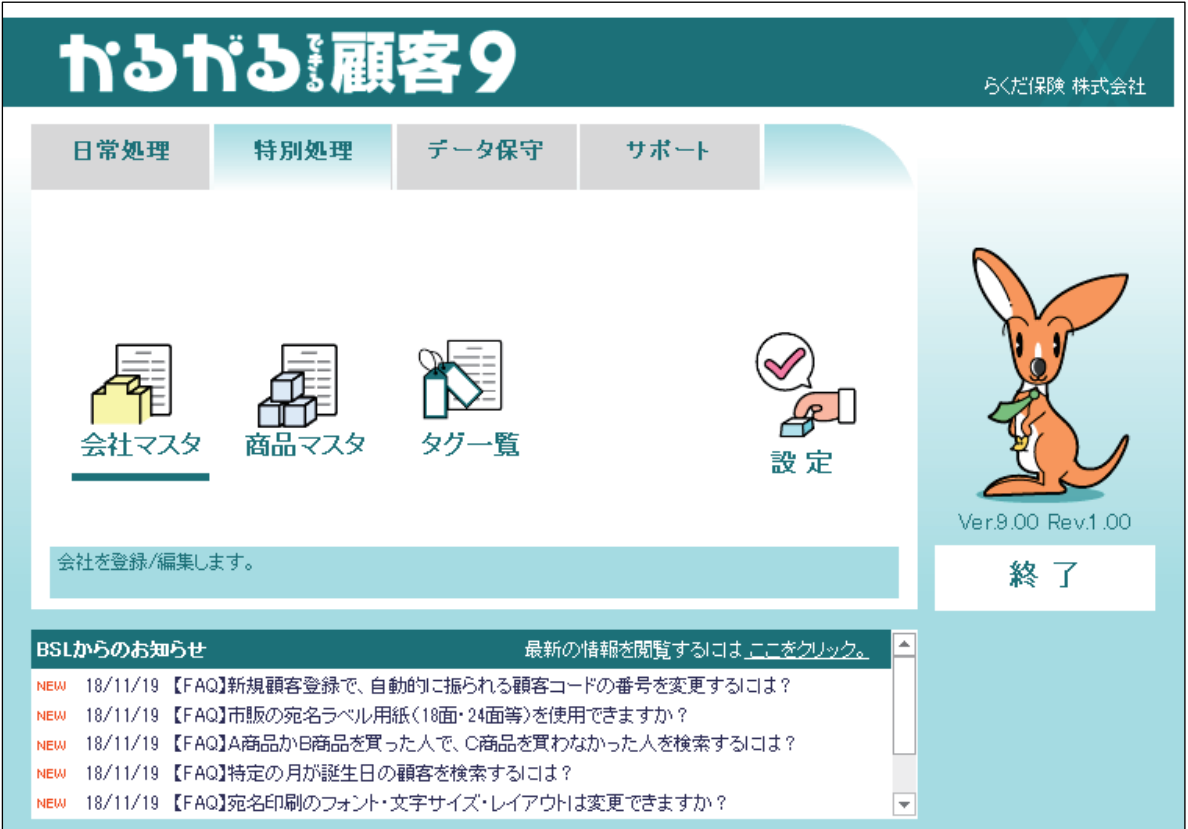 かるがるできる顧客9
らくだ保険 株式会社
日常処理 特別処理 データ保守 サポート
会社マスタ 商品マスタ タグ一覧 設定
Ver.9.00 Rev.1.00
会社を登録/編集します。
終了
BSLからのお知らせ 最新の情報を閲覧するには ここをクリック。
NEW 18/11/19 【FAQ】新規顧客登録で、自動的に振られる顧客コードの番号を変更するには？
NEW 18/11/19 【FAQ】市販の宛名ラベル用紙(18面・24面等)を使用できますか？
NEW 18/11/19 【FAQ】A商品かB商品を買った人で、C商品を買わなかった人を検索するには？
NEW 18/11/19 【FAQ】特定の月が誕生日の顧客を検索するには？
NEW 18/11/19 【FAQ】宛名印刷のフォント・文字サイズ・レイアウトは変更できますか？